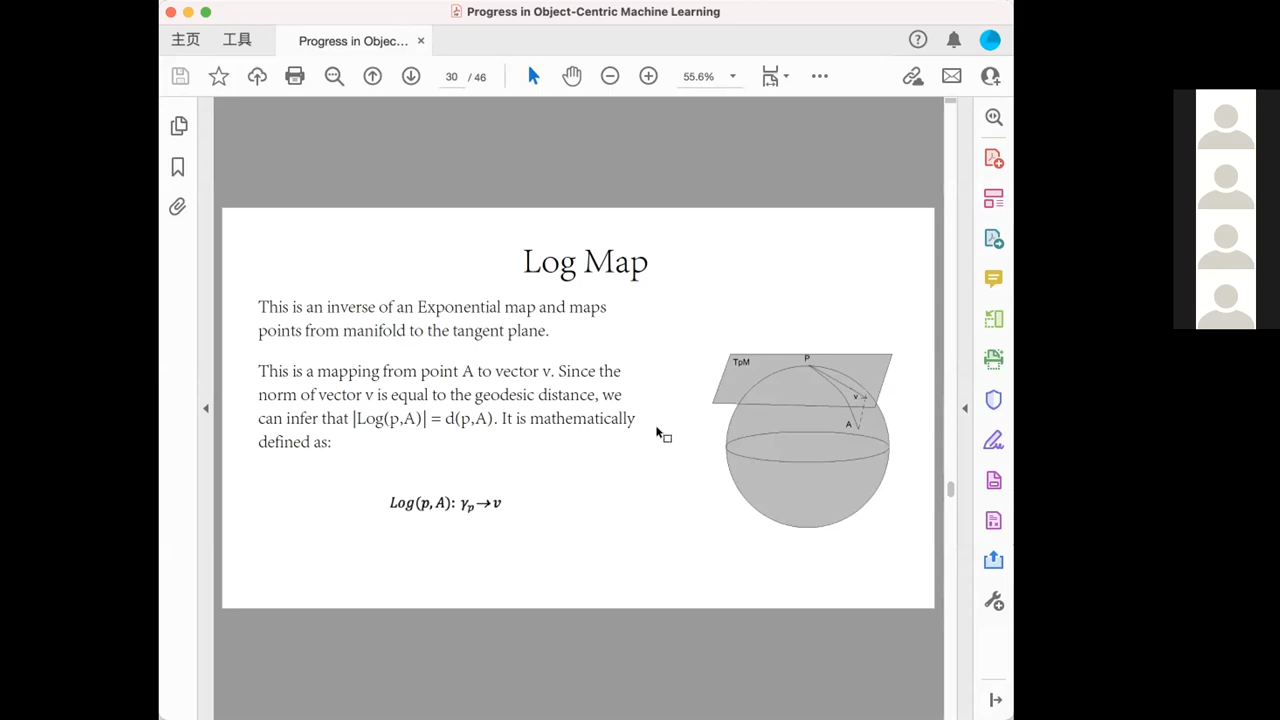 Progress in Object-Centric Machine Learning
主页 工具 Progress in Objec... ×
30 / 46 55.6%
Log Map
This is an inverse of an Exponential map and maps
points from manifold to the tangent plane.
This is a mapping from point A to vector v. Since the
norm of vector v is equal to the geodesic distance, we
can infer that |Log(p,A)| = d(p,A). It is mathematically
defined as:
Log(p, A): γₚ→v
TpM
P
v
A